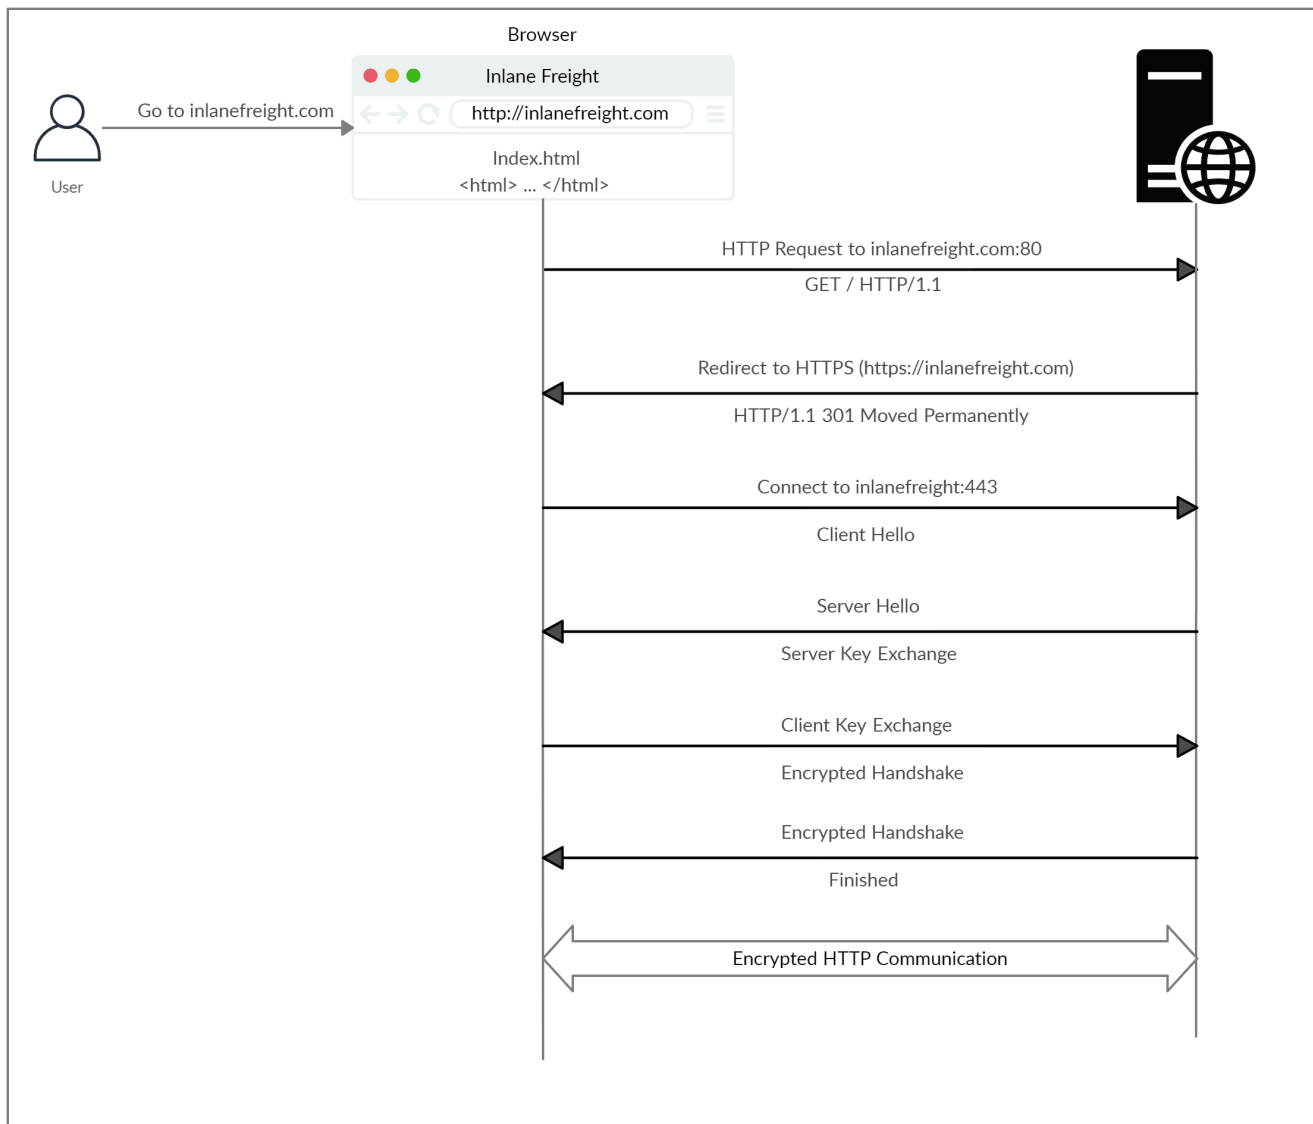 Browser
Inlane Freight
Go to inlanefreight.com
http://inlanefreight.com
User
Index.html
<html> ... </html>
HTTP Request to inlanefreight.com:80
GET / HTTP/1.1
Redirect to HTTPS (https://inlanefreight.com)
HTTP/1.1 301 Moved Permanently
Connect to inlanefreight:443
Client Hello
Server Hello
Server Key Exchange
Client Key Exchange
Encrypted Handshake
Encrypted Handshake
Finished
Encrypted HTTP Communication